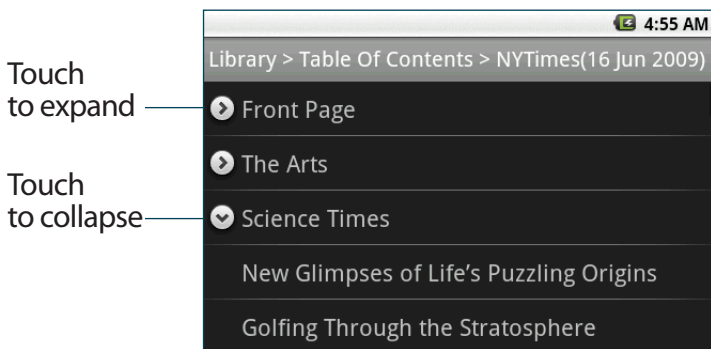 4:55 AM
Library > Table Of Contents > NYTimes(16 Jun 2009)
Touch
to expand
Front Page
The Arts
Touch
to collapse
Science Times
New Glimpses of Life's Puzzling Origins
Golfing Through the Stratosphere